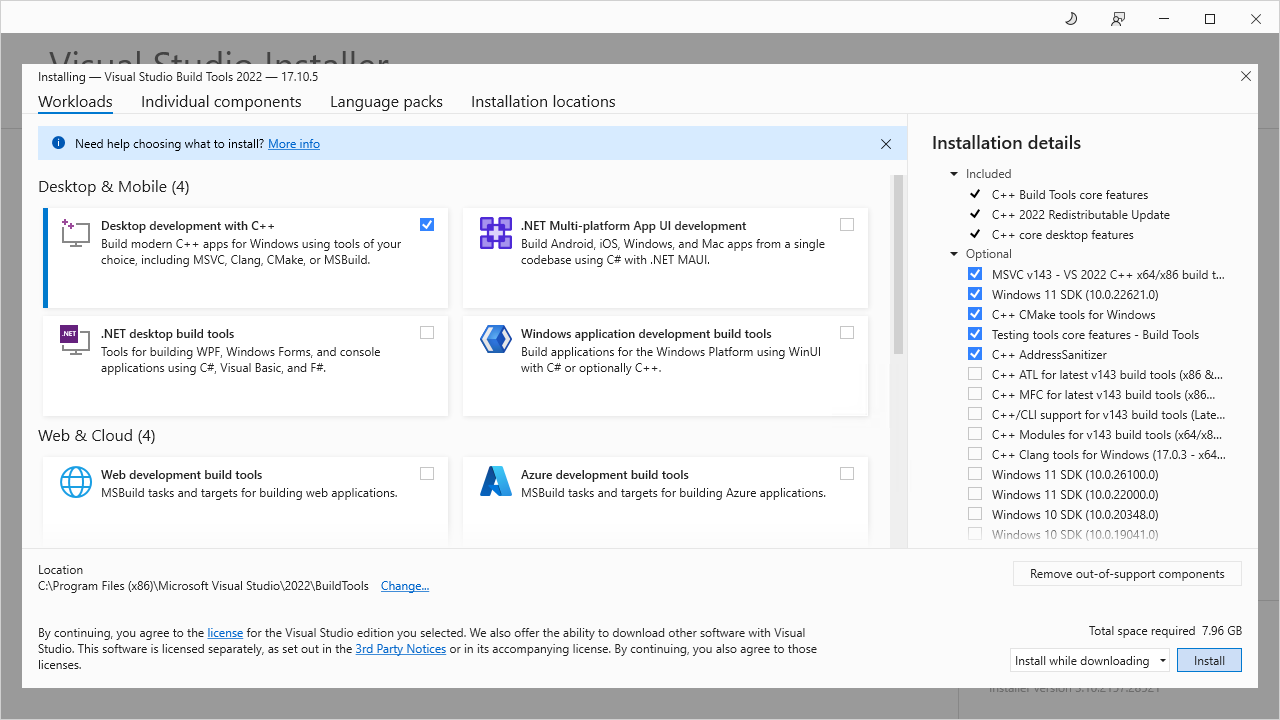 Visual Studio Installer
Installing — Visual Studio Build Tools 2022 — 17.10.5
Workloads
Individual components
Language packs
Installation locations
Need help choosing what to install? More info
Desktop & Mobile (4)
Desktop development with C++
Build modern C++ apps for Windows using tools of your
choice, including MSVC, Clang, CMake, or MSBuild.
.NET Multi-platform App UI development
Build Android, iOS, Windows, and Mac apps from a single
codebase using C# with .NET MAUI.
.NET
.NET desktop build tools
Tools for building WPF, Windows Forms, and console
applications using C#, Visual Basic, and F#.
Windows application development build tools
Build applications for the Windows Platform using WinUI
with C# or optionally C++.
Web & Cloud (4)
Web development build tools
MSBuild tasks and targets for building web applications.
Azure development build tools
MSBuild tasks and targets for building Azure applications.
Installation details
Included
C++ Build Tools core features
C++ 2022 Redistributable Update
C++ core desktop features
Optional
MSVC v143 - VS 2022 C++ x64/x86 build t...
Windows 11 SDK (10.0.22621.0)
C++ CMake tools for Windows
Testing tools core features - Build Tools
C++ AddressSanitizer
C++ ATL for latest v143 build tools (x86 &...
C++ MFC for latest v143 build tools (x86...
C++/CLI support for v143 build tools (Late...
C++ Modules for v143 build tools (x64/x8...
C++ Clang tools for Windows (17.0.3 - x64...
Windows 11 SDK (10.0.26100.0)
Windows 11 SDK (10.0.22000.0)
Windows 10 SDK (10.0.20348.0)
Windows 10 SDK (10.0.19041.0)
Location
C:\Program Files (x86)\Microsoft Visual Studio\2022\BuildTools Change...
Remove out-of-support components
By continuing, you agree to the license for the Visual Studio edition you selected. We also offer the ability to download other software with Visual
Studio. This software is licensed separately, as set out in the 3rd Party Notices or in its accompanying license. By continuing, you also agree to those
licenses.
Total space required 7.96 GB
Install while downloading
Install